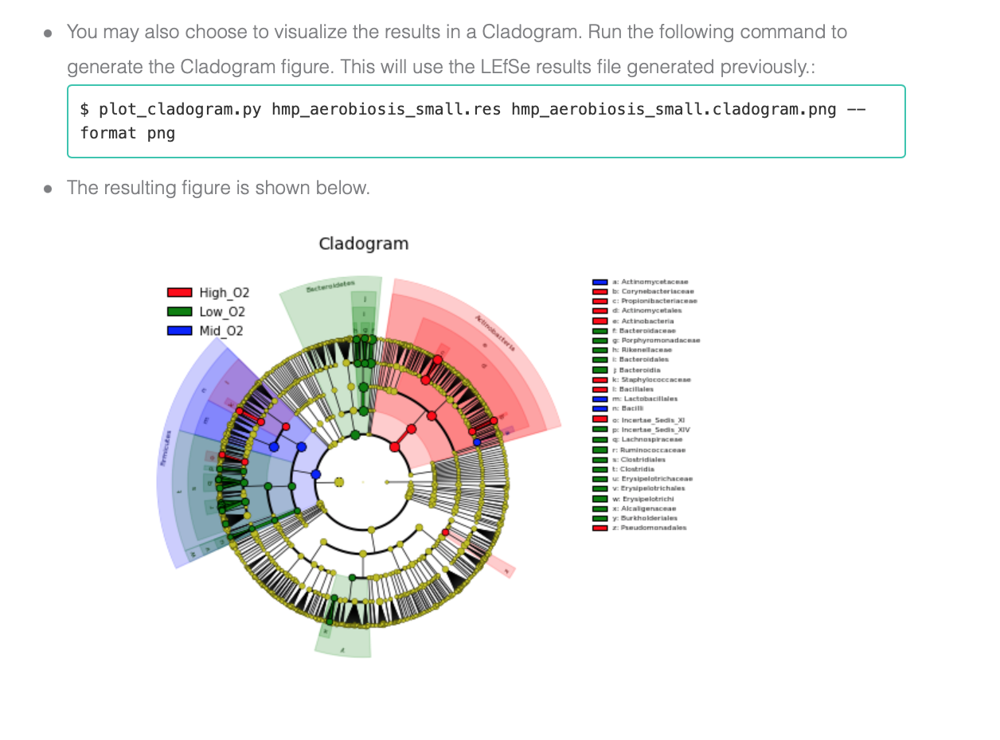 You may also choose to visualize the results in a Cladogram. Run the following command to
generate the Cladogram figure. This will use the LEfSe results file generated previously.:
$ plot_cladogram.py hmp_aerobiosis_small.res hmp_aerobiosis_small.cladogram.png --
format png
The resulting figure is shown below.
Cladogram
High_O2
Low_O2
Mid_O2
Bacteroidetes
Actinobacteria
Firmicutes
a: Actinomycetaceae
b: Corynebacteriaceae
c: Propionibacteriaceae
d: Actinomycetales
e: Actinobacteria
f: Bacteroidaceae
g: Porphyromonadaceae
h: Rikenellaceae
i: Bacteroidales
j: Bacteroidia
k: Staphylococcaceae
l: Bacillales
m: Lactobacillales
n: Bacilli
o: Incertae_Sedis_XI
p: Incertae_Sedis_XIV
q: Lachnospiraceae
r: Ruminococcaceae
s: Clostridiales
t: Clostridia
u: Erysipelotrichaceae
v: Erysipelotrichales
w: Erysipelotrichi
x: Alcaligenaceae
y: Burkholderiales
z: Pseudomonadales